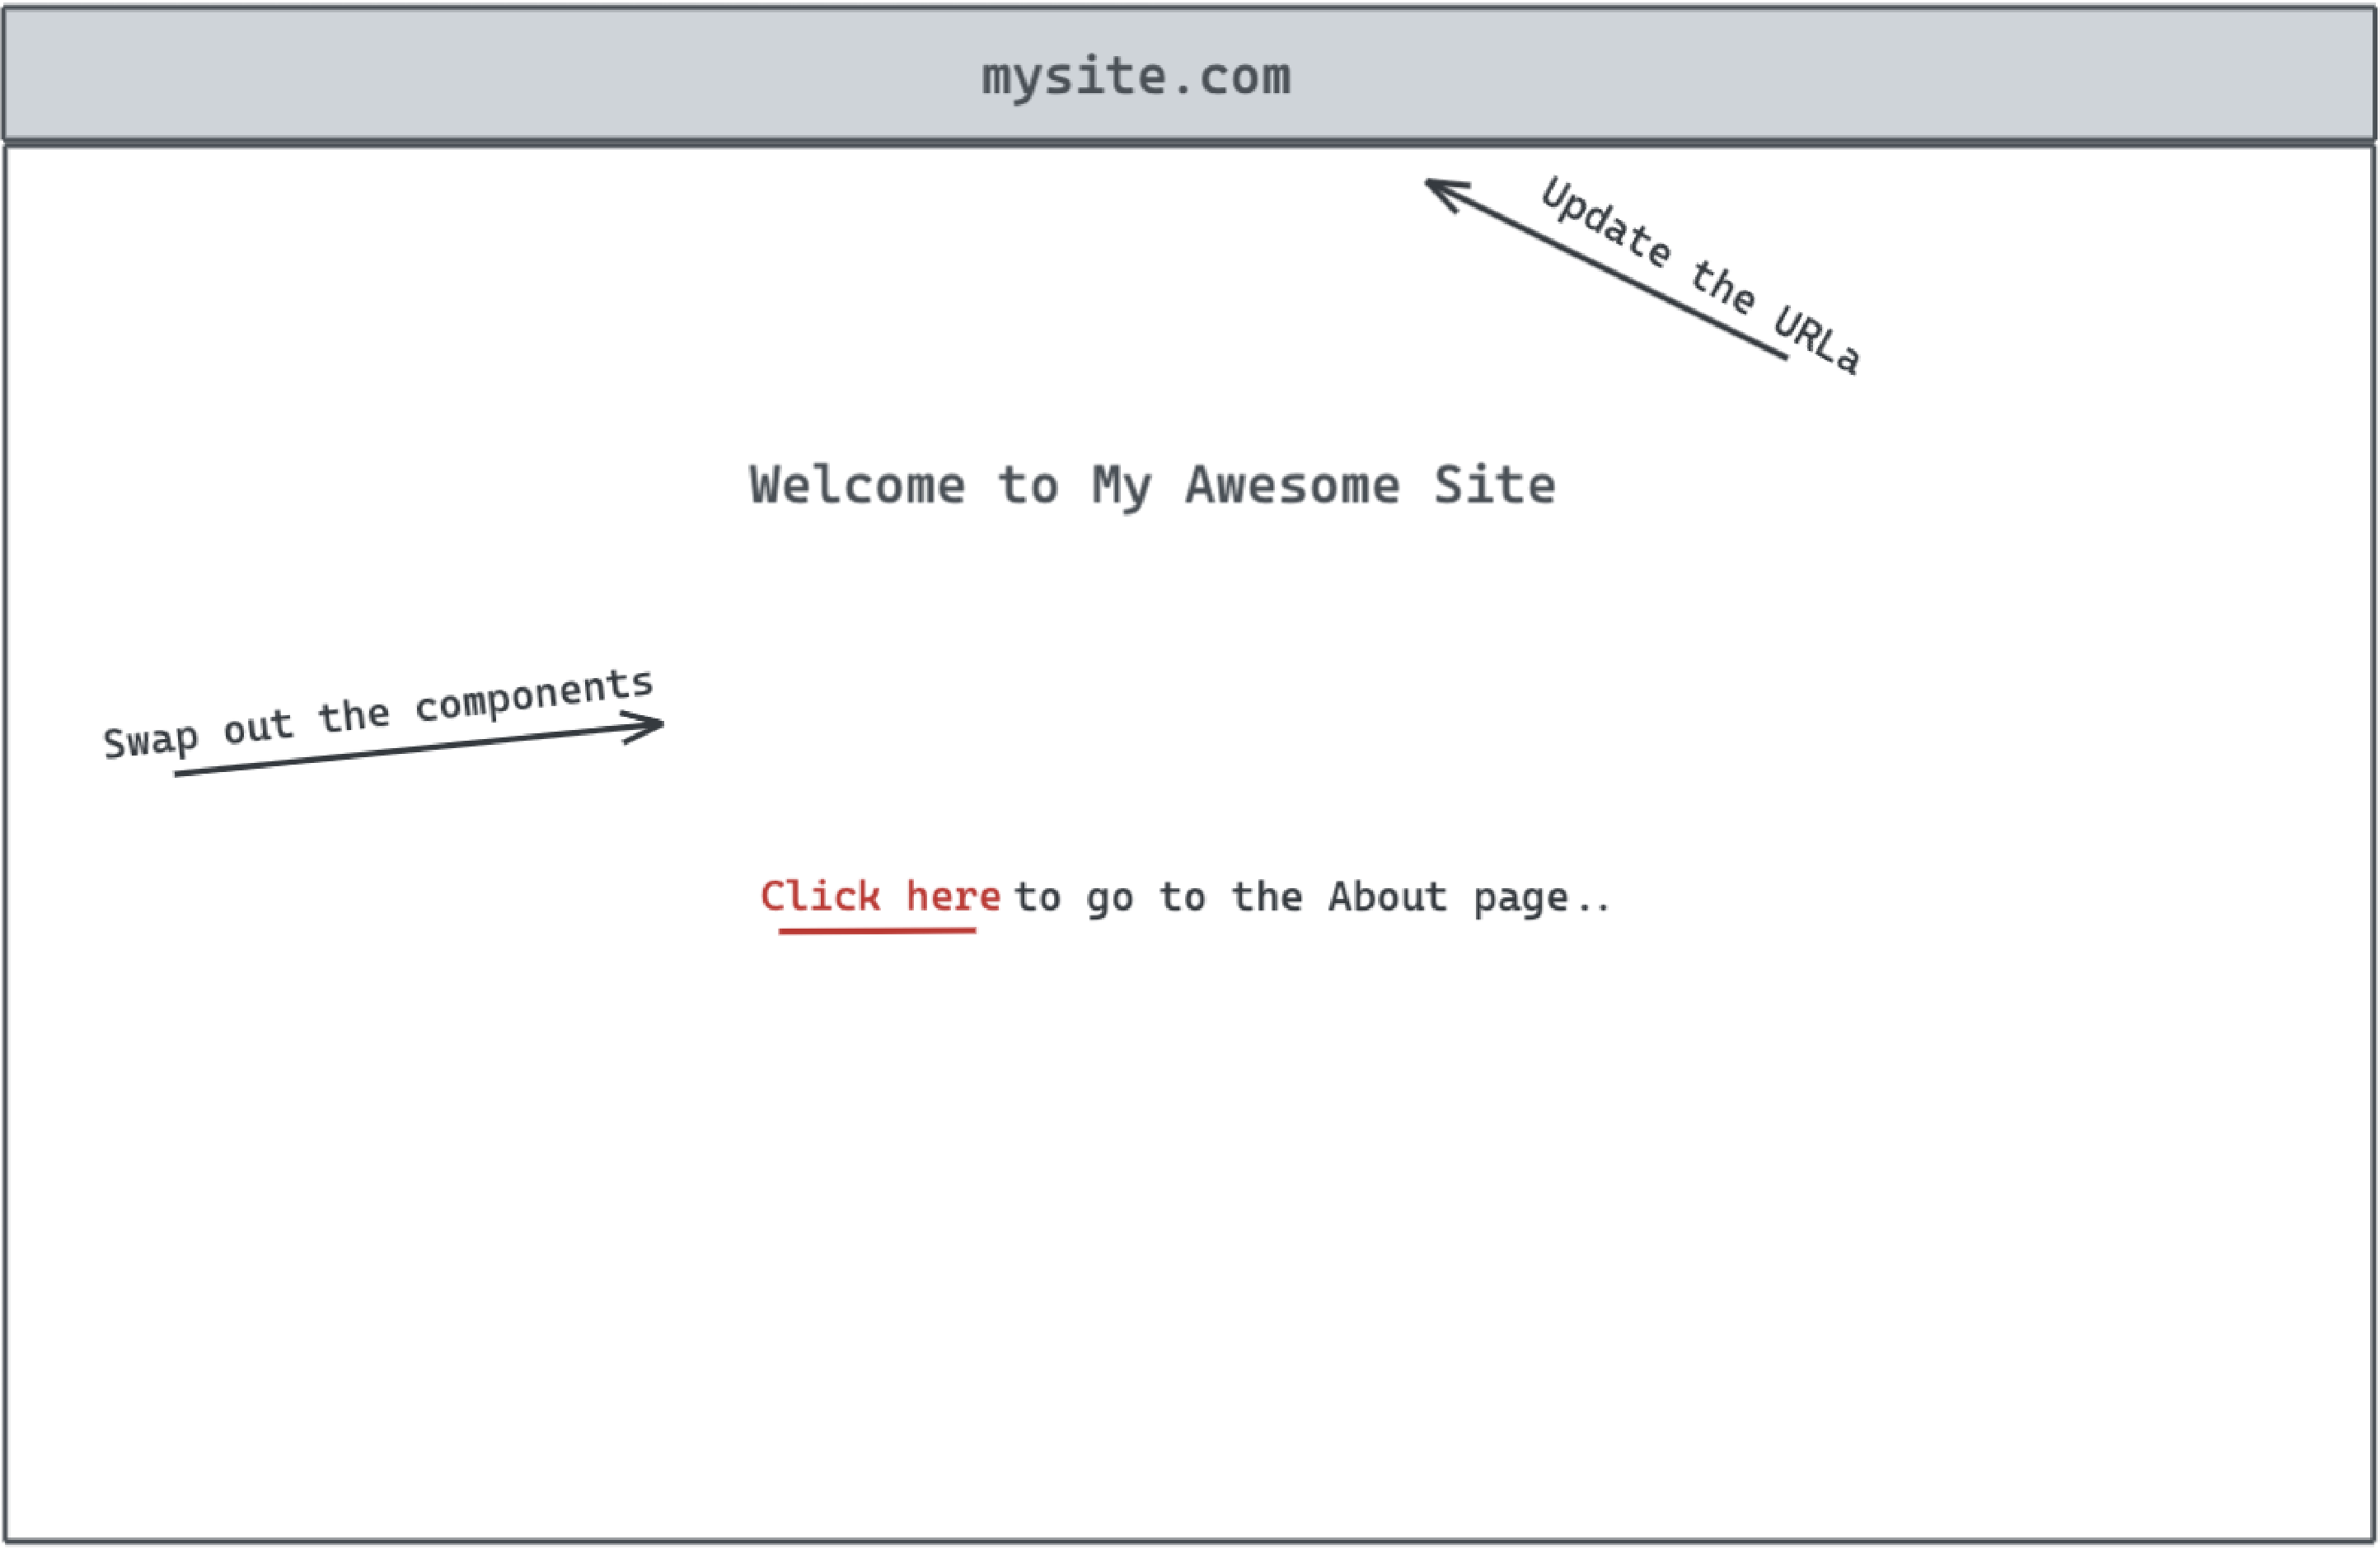 mysite.com
Update the URLa
Welcome to My Awesome Site
Swap out the components
Click here to go to the About page..